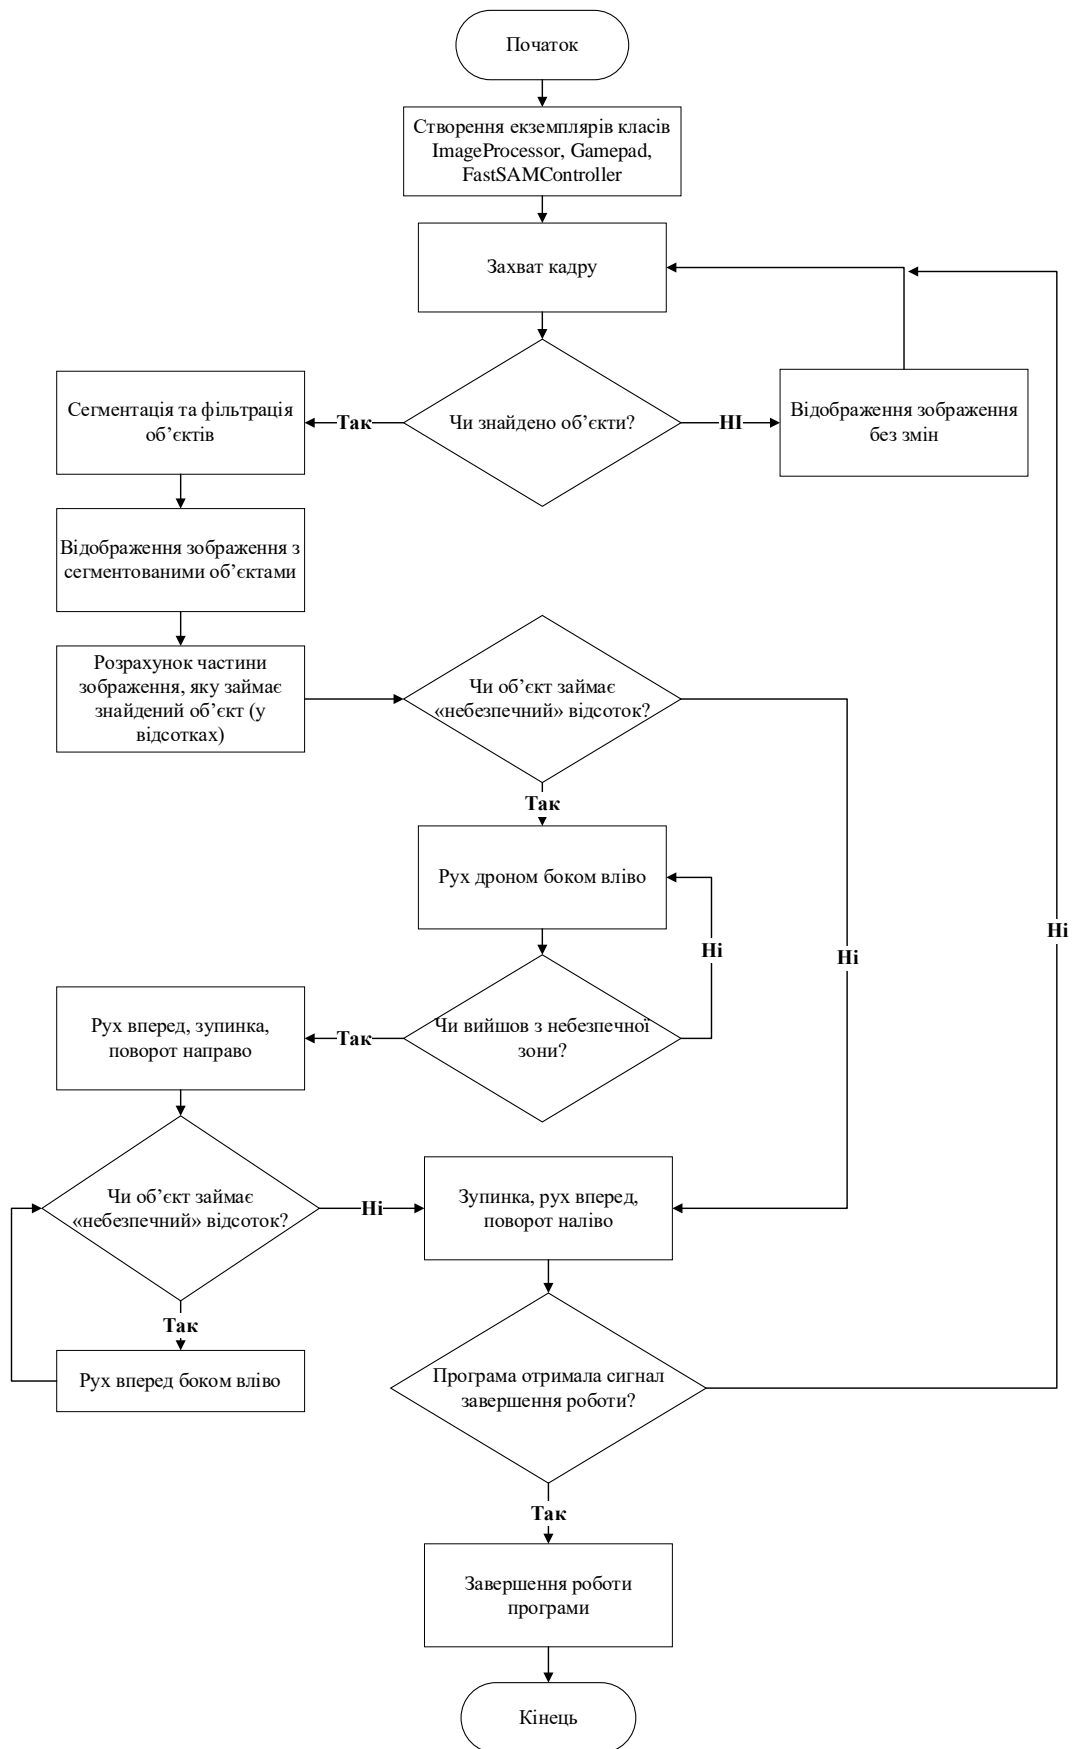 Початок
Створення екземплярів класів
ImageProcessor, Gamepad,
FastSAMController
Захват кадру
Чи знайдено об’єкти?
Так
НІ
Сегментація та фільтрація
об’єктів
Відображення зображення
без змін
Відображення зображення з
сегментованими об’єктами
Розрахунок частини
зображення, яку займає
знайдений об’єкт (у
відсотках)
Чи об’єкт займає
«небезпечний» відсоток?
Так
Ні
Рух дроном боком вліво
Ні
Ні
Чи вийшов з небезпечної
зони?
Так
Рух вперед, зупинка,
поворот направо
Чи об’єкт займає
«небезпечний» відсоток?
Ні
Зупинка, рух вперед,
поворот наліво
Так
Рух вперед боком вліво
Програма отримала сигнал
завершення роботи?
Так
Завершення роботи
програми
Кінець